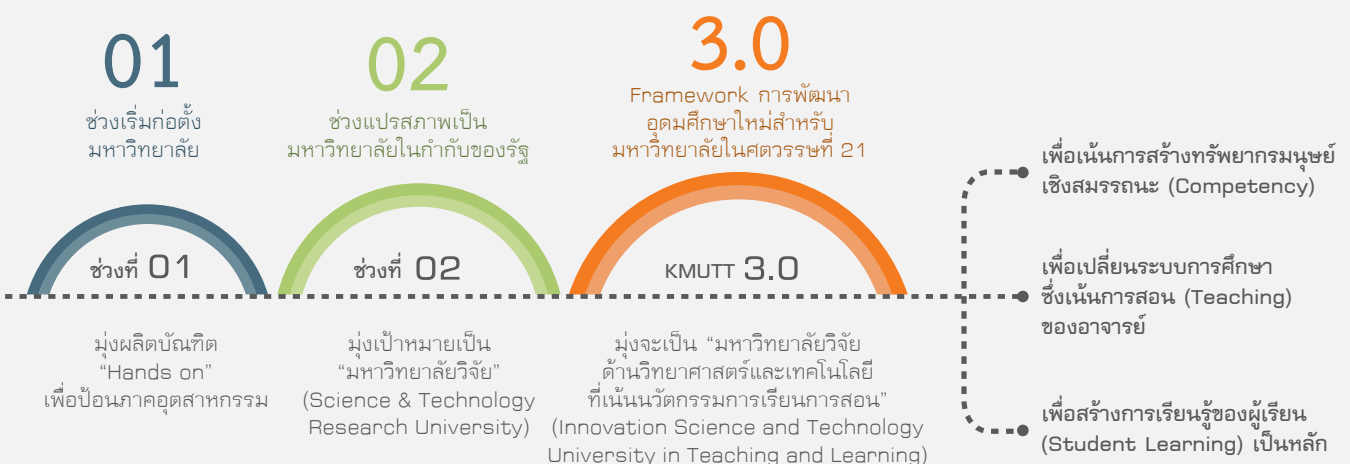 01
ช่วงเริ่มก่อตั้ง
มหาวิทยาลัย
ช่วงที่ 01
มุ่งผลิตบัณฑิต
“Hands on”
เพื่อป้อนภาคอุตสาหกรรม
02
ช่วงแปรสภาพเป็น
มหาวิทยาลัยในกำกับของรัฐ
ช่วงที่ 02
มุ่งเป้าหมายเป็น
“มหาวิทยาลัยวิจัย”
(Science & Technology
Research University)
3.0
Framework การพัฒนา
อุดมศึกษาใหม่สำหรับ
มหาวิทยาลัยในศตวรรษที่ 21
KMUTT 3.0
มุ่งจะเป็น “มหาวิทยาลัยวิจัย
ด้านวิทยาศาสตร์และเทคโนโลยี
ที่เน้นนวัตกรรมการเรียนการสอน”
(Innovation Science and Technology
University in Teaching and Learning)
เพื่อเน้นการสร้างทรัพยากรมนุษย์
เชิงสมรรถนะ (Competency)
เพื่อเปลี่ยนระบบการศึกษา
ซึ่งเน้นการสอน (Teaching)
ของอาจารย์
เพื่อสร้างการเรียนรู้ของผู้เรียน
(Student Learning) เป็นหลัก